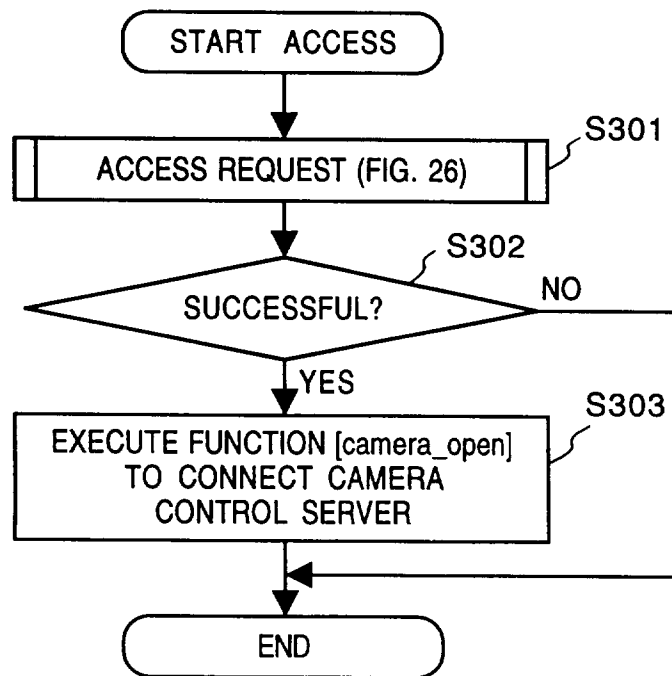 START ACCESS
S301
ACCESS REQUEST (FIG. 26)
S302
SUCCESSFUL?
NO
YES
S303
EXECUTE FUNCTION [camera_open]
TO CONNECT CAMERA
CONTROL SERVER
END